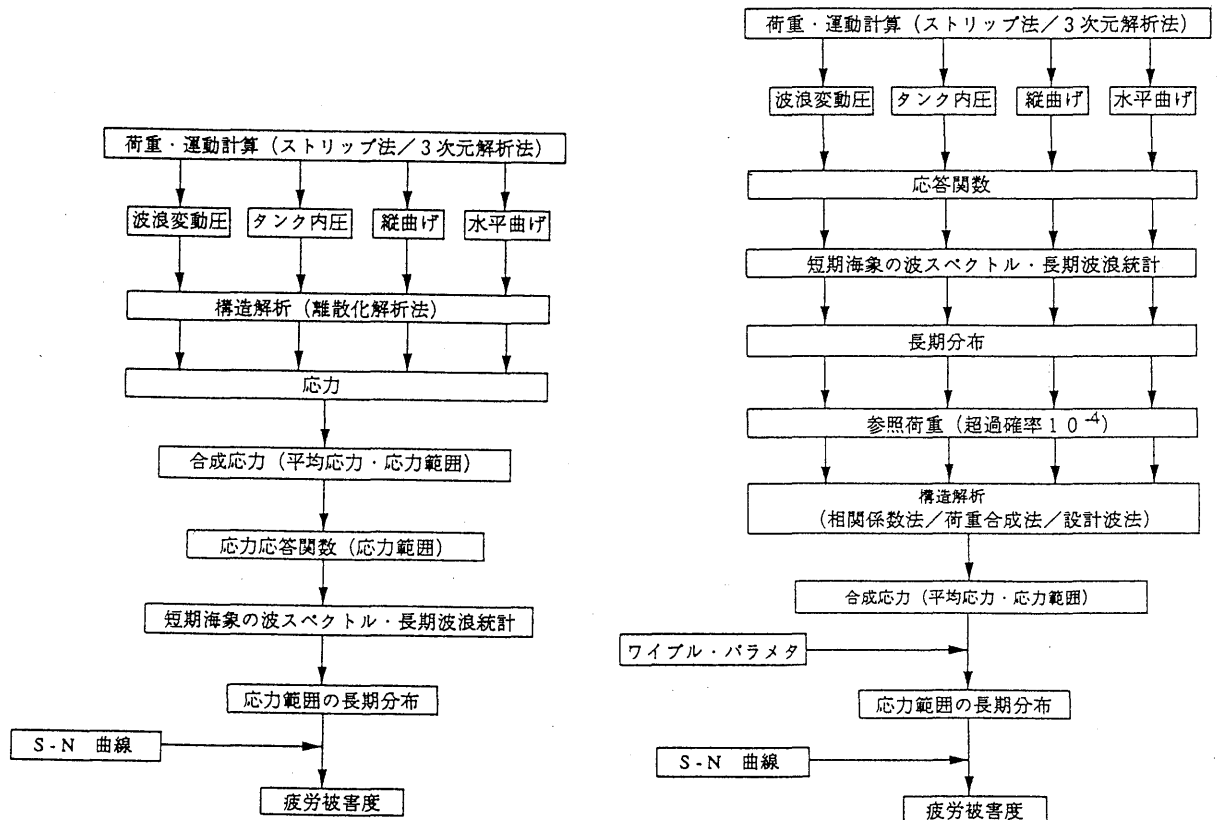 荷重・運動計算（ストリップ法／３次元解析法）
波浪変動圧
タンク内圧
縦曲げ
水平曲げ
構造解析（離散化解析法）
応力
合成応力（平均応力・応力範囲）
応力応答関数（応力範囲）
短期海象の波スペクトル・長期波浪統計
応力範囲の長期分布
S-N 曲線
疲労被害度
荷重・運動計算（ストリップ法／３次元解析法）
波浪変動圧
タンク内圧
縦曲げ
水平曲げ
応答関数
短期海象の波スペクトル・長期波浪統計
長期分布
参照荷重（超過確率１０⁻⁴）
構造解析
（相関係数法／荷重合成法／設計波法）
合成応力（平均応力・応力範囲）
ワイブル・パラメタ
応力範囲の長期分布
S-N 曲線
疲労被害度